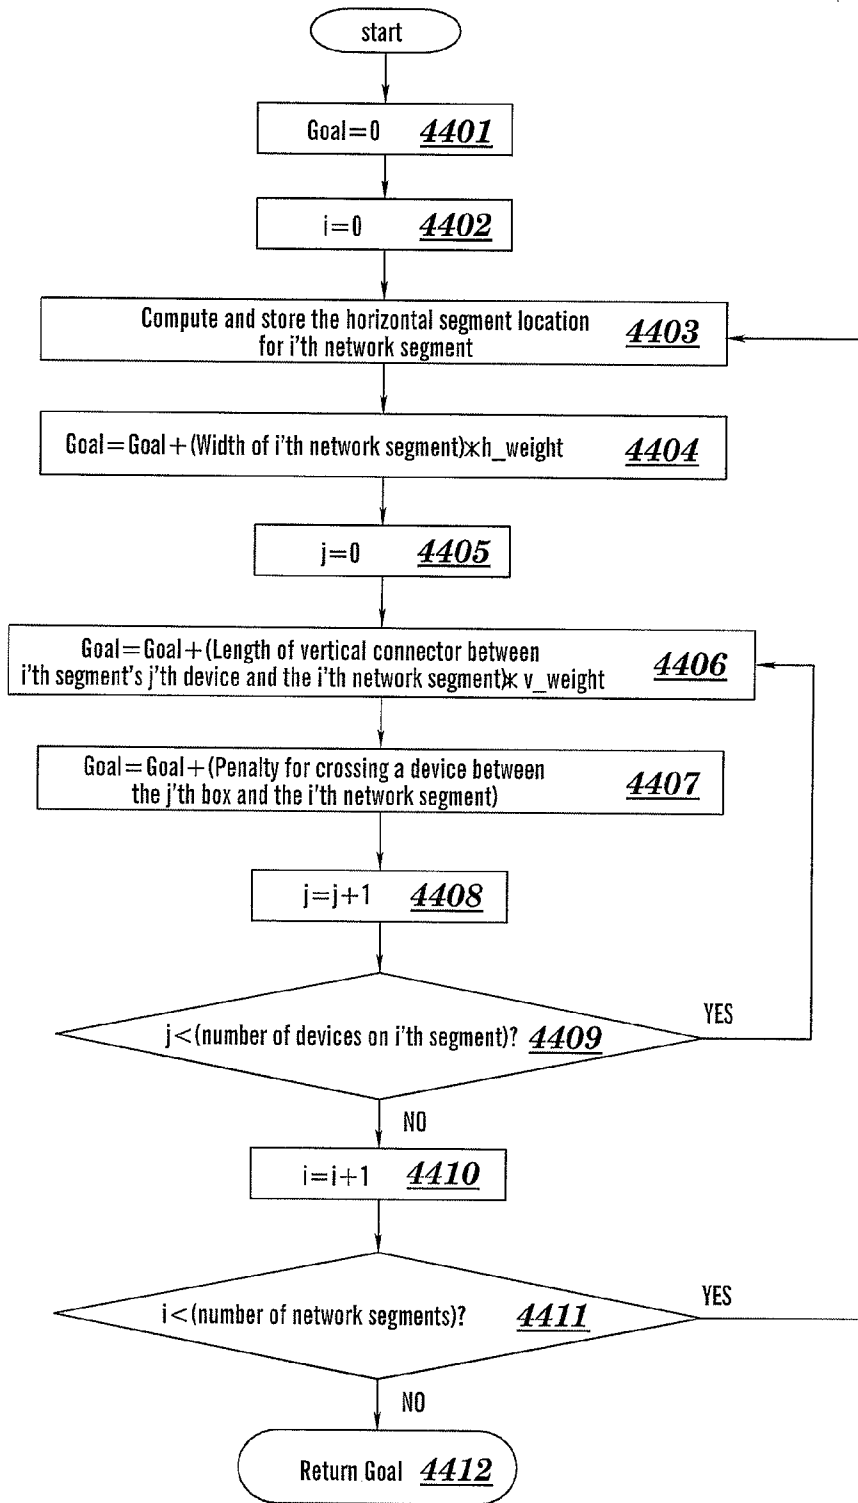 start
Goal=0 4401
i=0 4402
Compute and store the horizontal segment location
for i'th network segment 4403
Goal=Goal+(Width of i'th network segment)*h_weight 4404
j=0 4405
Goal=Goal+(Length of vertical connector between
i'th segment's j'th device and the i'th network segment)* v_weight 4406
Goal=Goal+(Penalty for crossing a device between
the j'th box and the i'th network segment) 4407
j=j+1 4408
j<(number of devices on i'th segment)? 4409
YES
NO
i=i+1 4410
i<(number of network segments)? 4411
YES
NO
Return Goal 4412